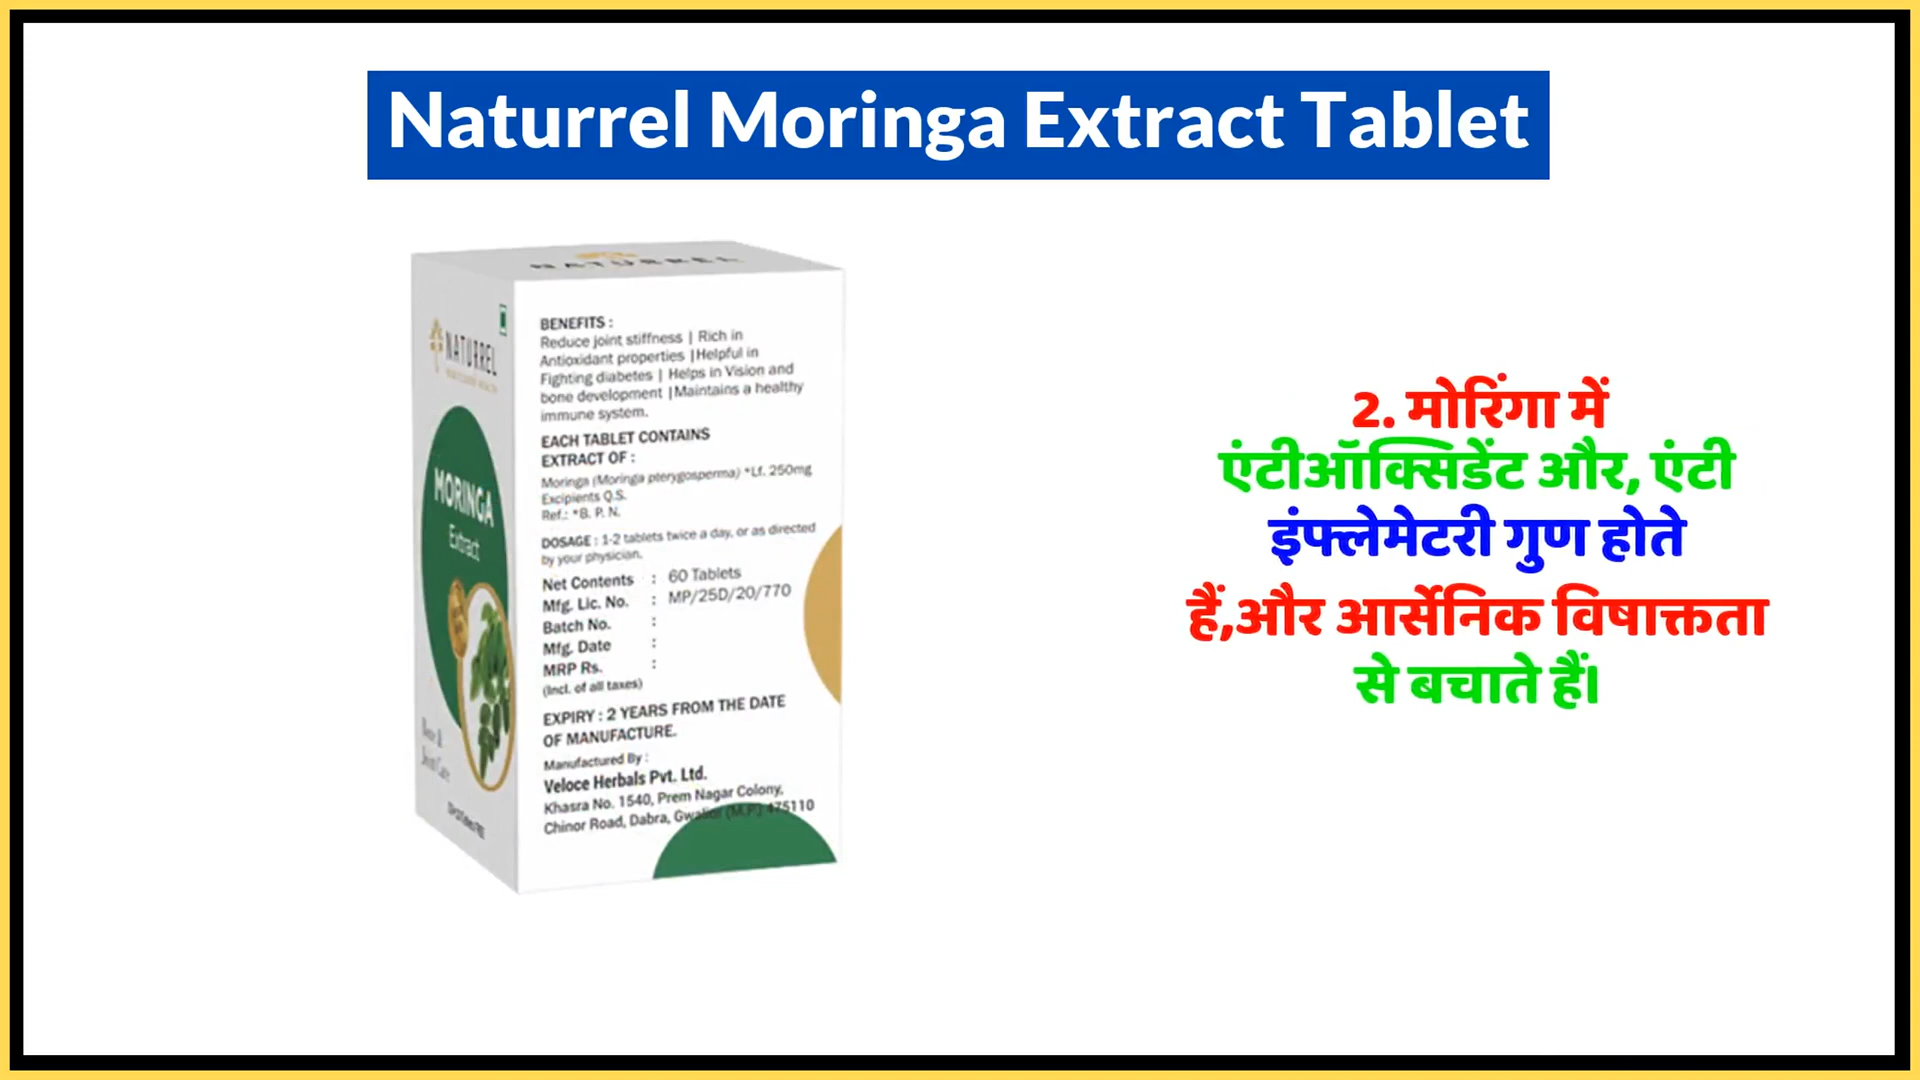 Naturrel Moringa Extract Tablet
NATURREL
NATURREL
MORINGA
Extract
BENEFITS :
Reduce joint stiffness | Rich in
Antioxidant properties |Helpful in
Fighting diabetes | Helps in Vision and
bone development |Maintains a healthy
immune system.
EACH TABLET CONTAINS
EXTRACT OF :
Moringa (Moringa pterygosperma) *Lf. 250mg
Excipients Q.S.
Ref.: *B. P. N.
DOSAGE : 1-2 tablets twice a day, or as directed
by your physician.
Net Contents : 60 Tablets
Mfg. Lic. No. : MP/25D/20/770
Batch No. :
Mfg. Date :
MRP Rs. :
(Incl. of all taxes)
EXPIRY : 2 YEARS FROM THE DATE
OF MANUFACTURE.
Manufactured By :
Veloce Herbals Pvt. Ltd.
Khasra No. 1540, Prem Nagar Colony,
Chinor Road, Dabra, Gwalior (M.P.) 475110
2. मोरिंगा में
एंटीऑक्सिडेंट और, एंटी
इंफ्लेमेटरी गुण होते
हैं,और आर्सेनिक विषाक्तता
से बचाते हैं।